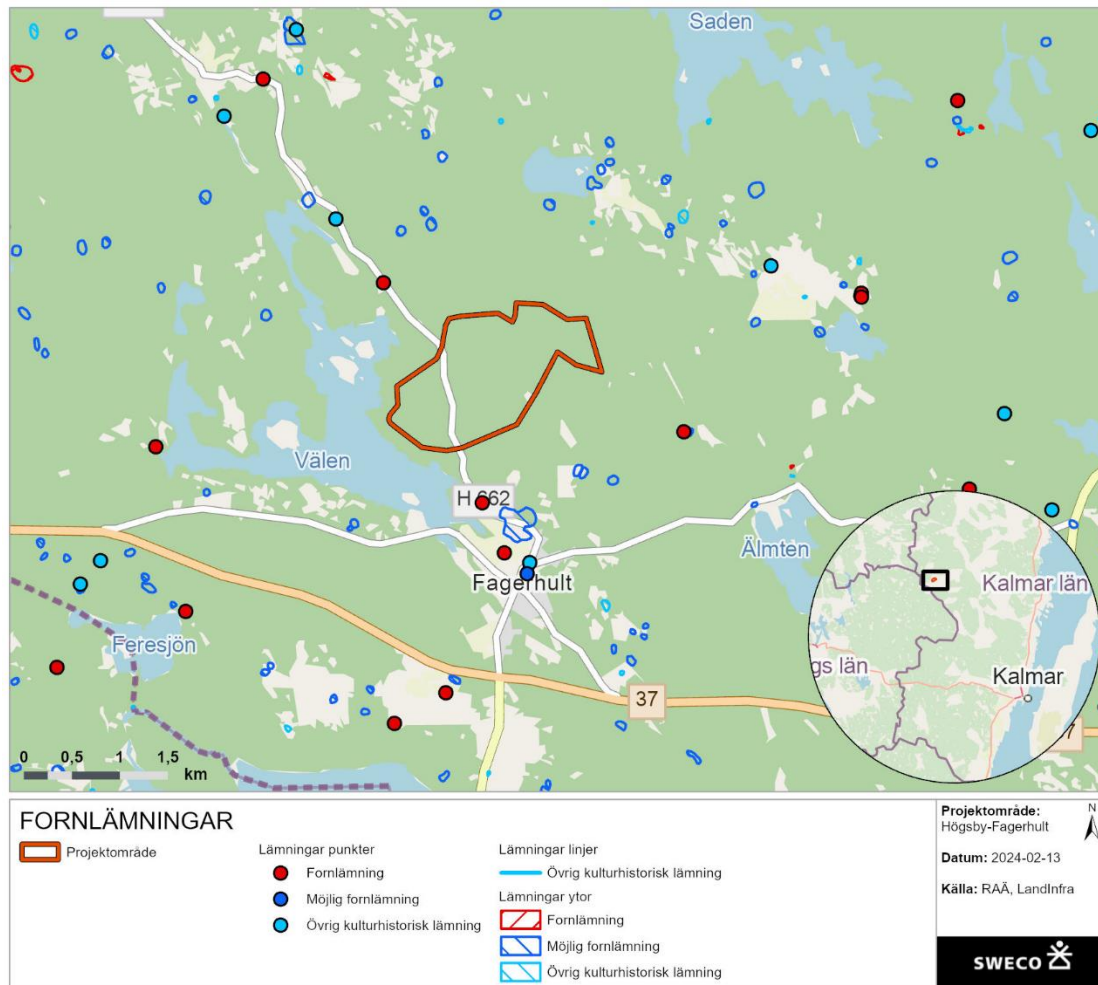 Saden
Välen
H 662
Älmten
Fagerhult
Feresjön
37
Kalmar län
gs län
Kalmar
7
0 0,5 1 1,5
km
FORNLÄMNINGAR
Projektområde
Lämningar punkter
Fornlämning
Möjlig fornlämning
Övrig kulturhistorisk lämning
Lämningar linjer
Övrig kulturhistorisk lämning
Lämningar ytor
Fornlämning
Möjlig fornlämning
Övrig kulturhistorisk lämning
Projektområde:
Högsby-Fagerhult
N
Datum: 2024-02-13
Källa: RAÄ, LandInfra
SWECO